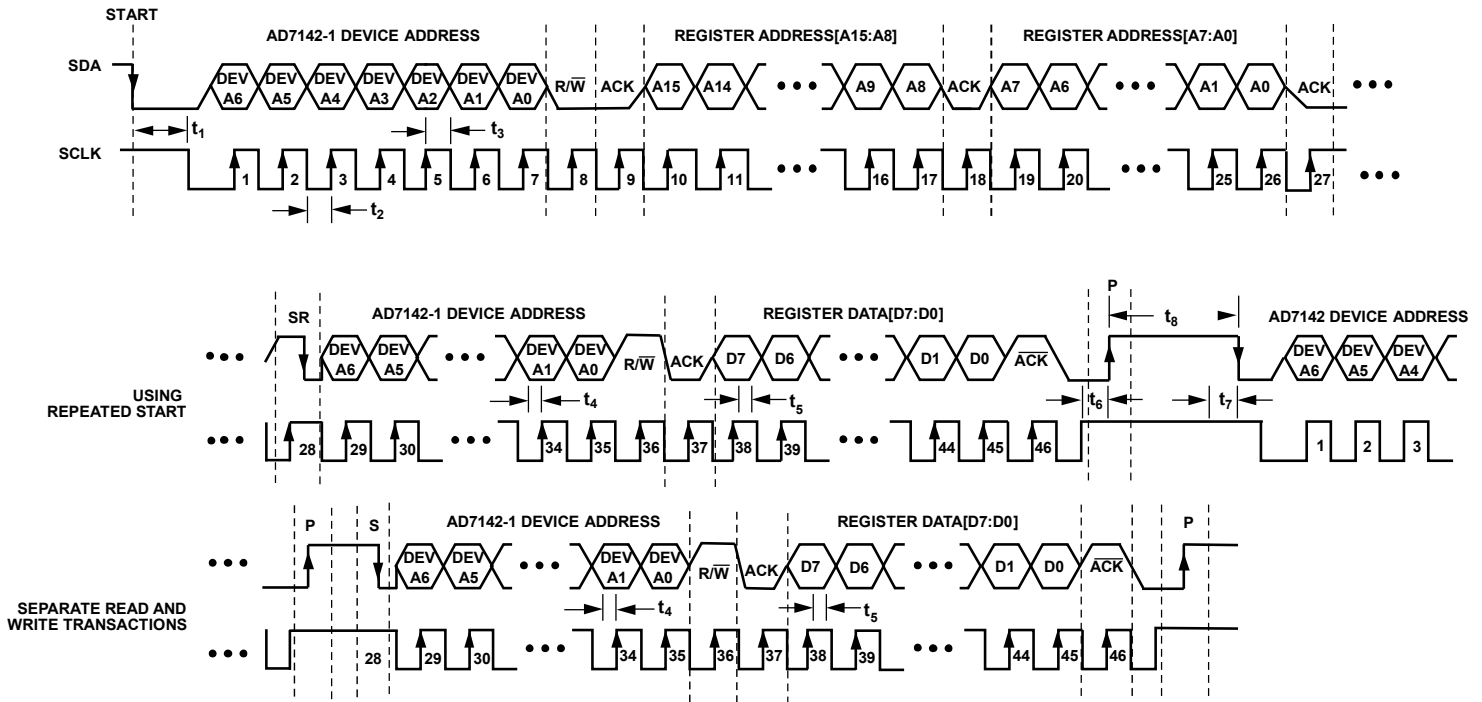 START
AD7142-1 DEVICE ADDRESS REGISTER ADDRESS[A15:A8] REGISTER ADDRESS[A7:A0]
SDA DEV A6 DEV A5 DEV A4 DEV A3 DEV A2 DEV A1 DEV A0 R/W̅ ACK A15 A14 ••• A9 A8 ACK A7 A6 ••• A1 A0 ACK •••
t1 t3
SCLK 1 2 3 4 5 6 7 8 9 10 11 ••• 16 17 18 19 20 ••• 25 26 27 •••
t2
P
SR AD7142-1 DEVICE ADDRESS REGISTER DATA[D7:D0] t8 AD7142 DEVICE ADDRESS
••• DEV A6 DEV A5 ••• DEV A1 DEV A0 R/W̅ ACK D7 D6 ••• D1 D0 A̅C̅K̅ DEV A6 DEV A5 DEV A4
USING
REPEATED START
t4 t5 t6 t7
••• 28 29 30 ••• 34 35 36 37 38 39 ••• 44 45 46 1 2 3
P S AD7142-1 DEVICE ADDRESS REGISTER DATA[D7:D0] P
••• DEV A6 DEV A5 ••• DEV A1 DEV A0 R/W̅ ACK D7 D6 ••• D1 D0 A̅C̅K̅
SEPARATE READ AND
WRITE TRANSACTIONS
t4 t5
••• 28 29 30 ••• 34 35 36 37 38 39 ••• 44 45 46